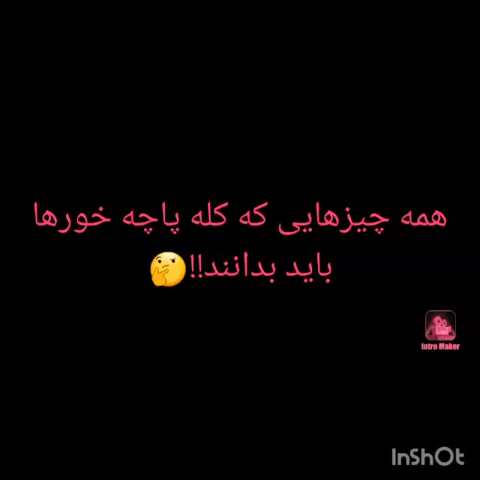 همه چیزهایی که کله پاچه خورها
باید بدانند!!🤔
Intro Maker
InShOt